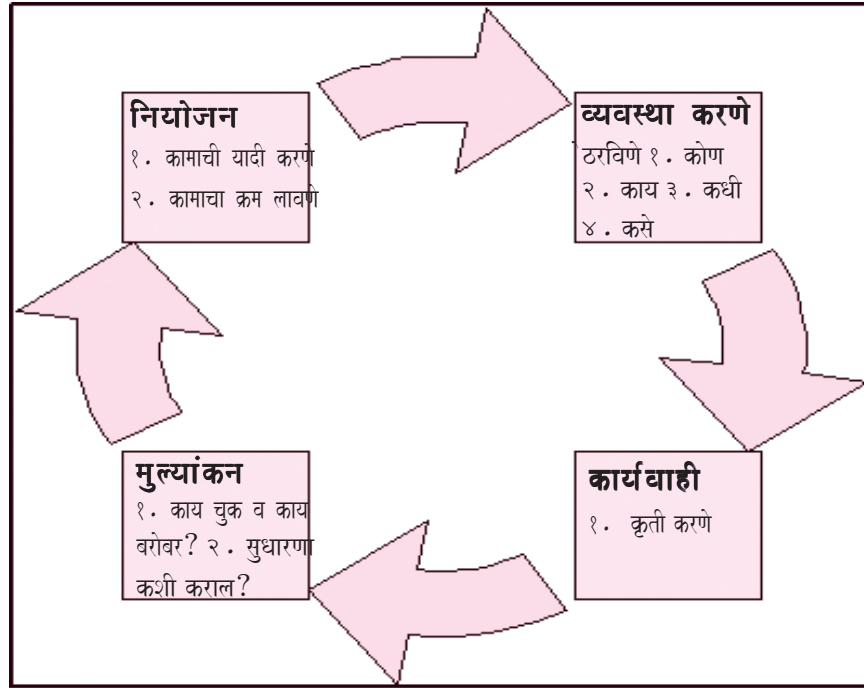 नियोजन
१. कामाची यादी करणे
२. कामाचा क्रम लावणे
व्यवस्था करणे
ठरविणे १. कोण
२. काय ३. कधी
४. कसे
कार्यवाही
१. कृती करणे
मुल्यांकन
१. काय चुक व काय
बरोबर? २. सुधारणा
कशी कराल?